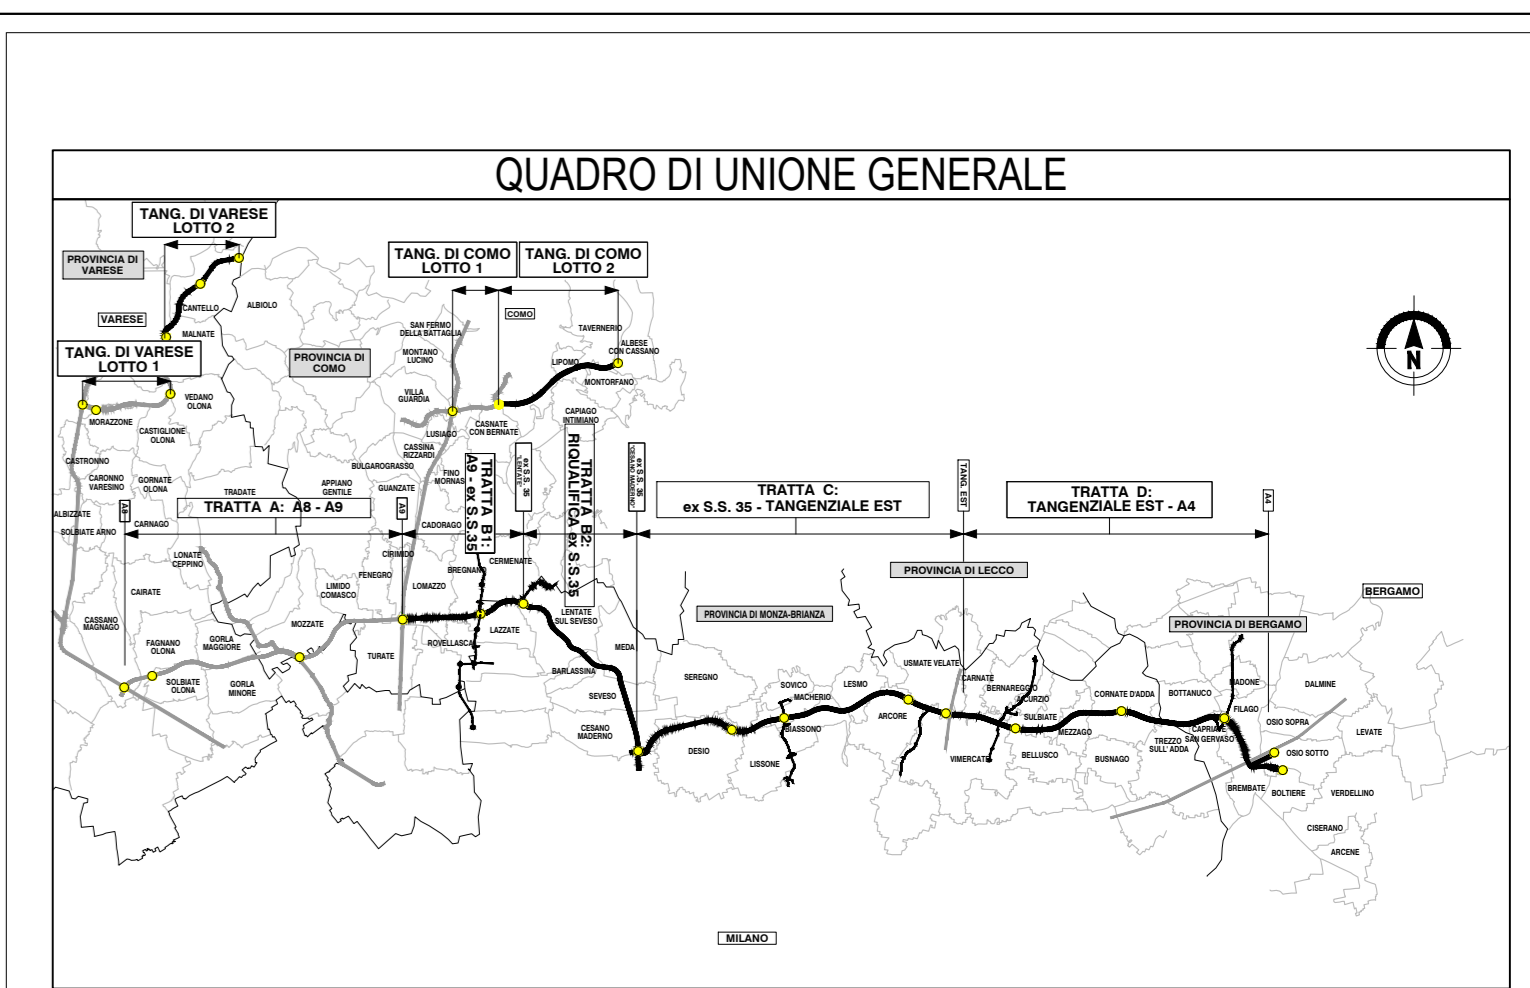 QUADRO DI UNIONE GENERALE
TANG. DI VARESE
LOTTO 2
PROVINCIA DI
VARESE
CANTELLO
ALBIOLO
VARESE
MALNATE
TANG. DI VARESE
LOTTO 1
VEDANO
OLONA
MORAZZONE
CASTIGLIONE
OLONA
CASTRONNO
CARONNO
VARESINO
GORNATE
OLONA
ALBIZZATE
SOLBIATE ARNO
CARNAGO
TRADATE
A8
TRATTA A: A8 - A9
A9
PROVINCIA DI
COMO
TANG. DI COMO
LOTTO 1
TANG. DI COMO
LOTTO 2
COMO
SAN FERMO
DELLA BATTAGLIA
MONTANO
LUCINO
VILLA
GUARDIA
TAVERNERIO
ALBESE
CON CASSANO
LIPOMO
MONTORFANO
CAPIAGO
INTIMIANO
CASNATE
CON BERNATE
LUSIAGO
CASSINA
RIZZARDI
BULGAROGRASSO
APPIANO
GENTILE
GUANZATE
FINO
MORNAS
CADORAGO
CIRIMIDO
FENEGRO
LOMAZZO
BREGNANO
CERMENATE
TRATTA B1:
A9 - ex S.S.35
ex S.S. 35
"LENTATE"
TRATTA B2:
RIQUALIFICA ex S.S.35
ex S.S. 35
"CESANO MADERNO"
TRATTA C:
ex S.S. 35 - TANGENZIALE EST
TANG. EST
TRATTA D:
TANGENZIALE EST - A4
A4
N
LONATE
CEPPINO
CAIRATE
LIMIDO
COMASCO
CASSANO
MAGNAGO
FAGNANO
OLONA
GORLA
MAGGIORE
MOZZATE
SOLBIATE
OLONA
GORLA
MINORE
TURATE
ROVELLASCA
LAZZATE
LENTATE
SUL SEVESO
MEDA
BARLASSINA
SEVESO
CESANO
MADERNO
PROVINCIA DI LECCO
PROVINCIA DI MONZA-BRIANZA
BERGAMO
PROVINCIA DI BERGAMO
SEREGNO
DESIO
SOVICO
MACHERIO
BIASSONO
LISSONE
LESMO
ARCORE
USMATE VELATE
CARNATE
BERNAREGGIO
AICURZIO
SULBIATE
VIMERCATE
BELLUSCO
MEZZAGO
CORNATE D'ADDA
BUSNAGO
BOTTANUCO
TREZZO
SULL' ADDA
CAPRIATE
SAN GERVASO
MADONE
FILAGO
DALMINE
OSIO SOPRA
OSIO SOTTO
LEVATE
BREMBATE
BOLTIERE
VERDELLINO
CISERANO
ARCENE
MILANO